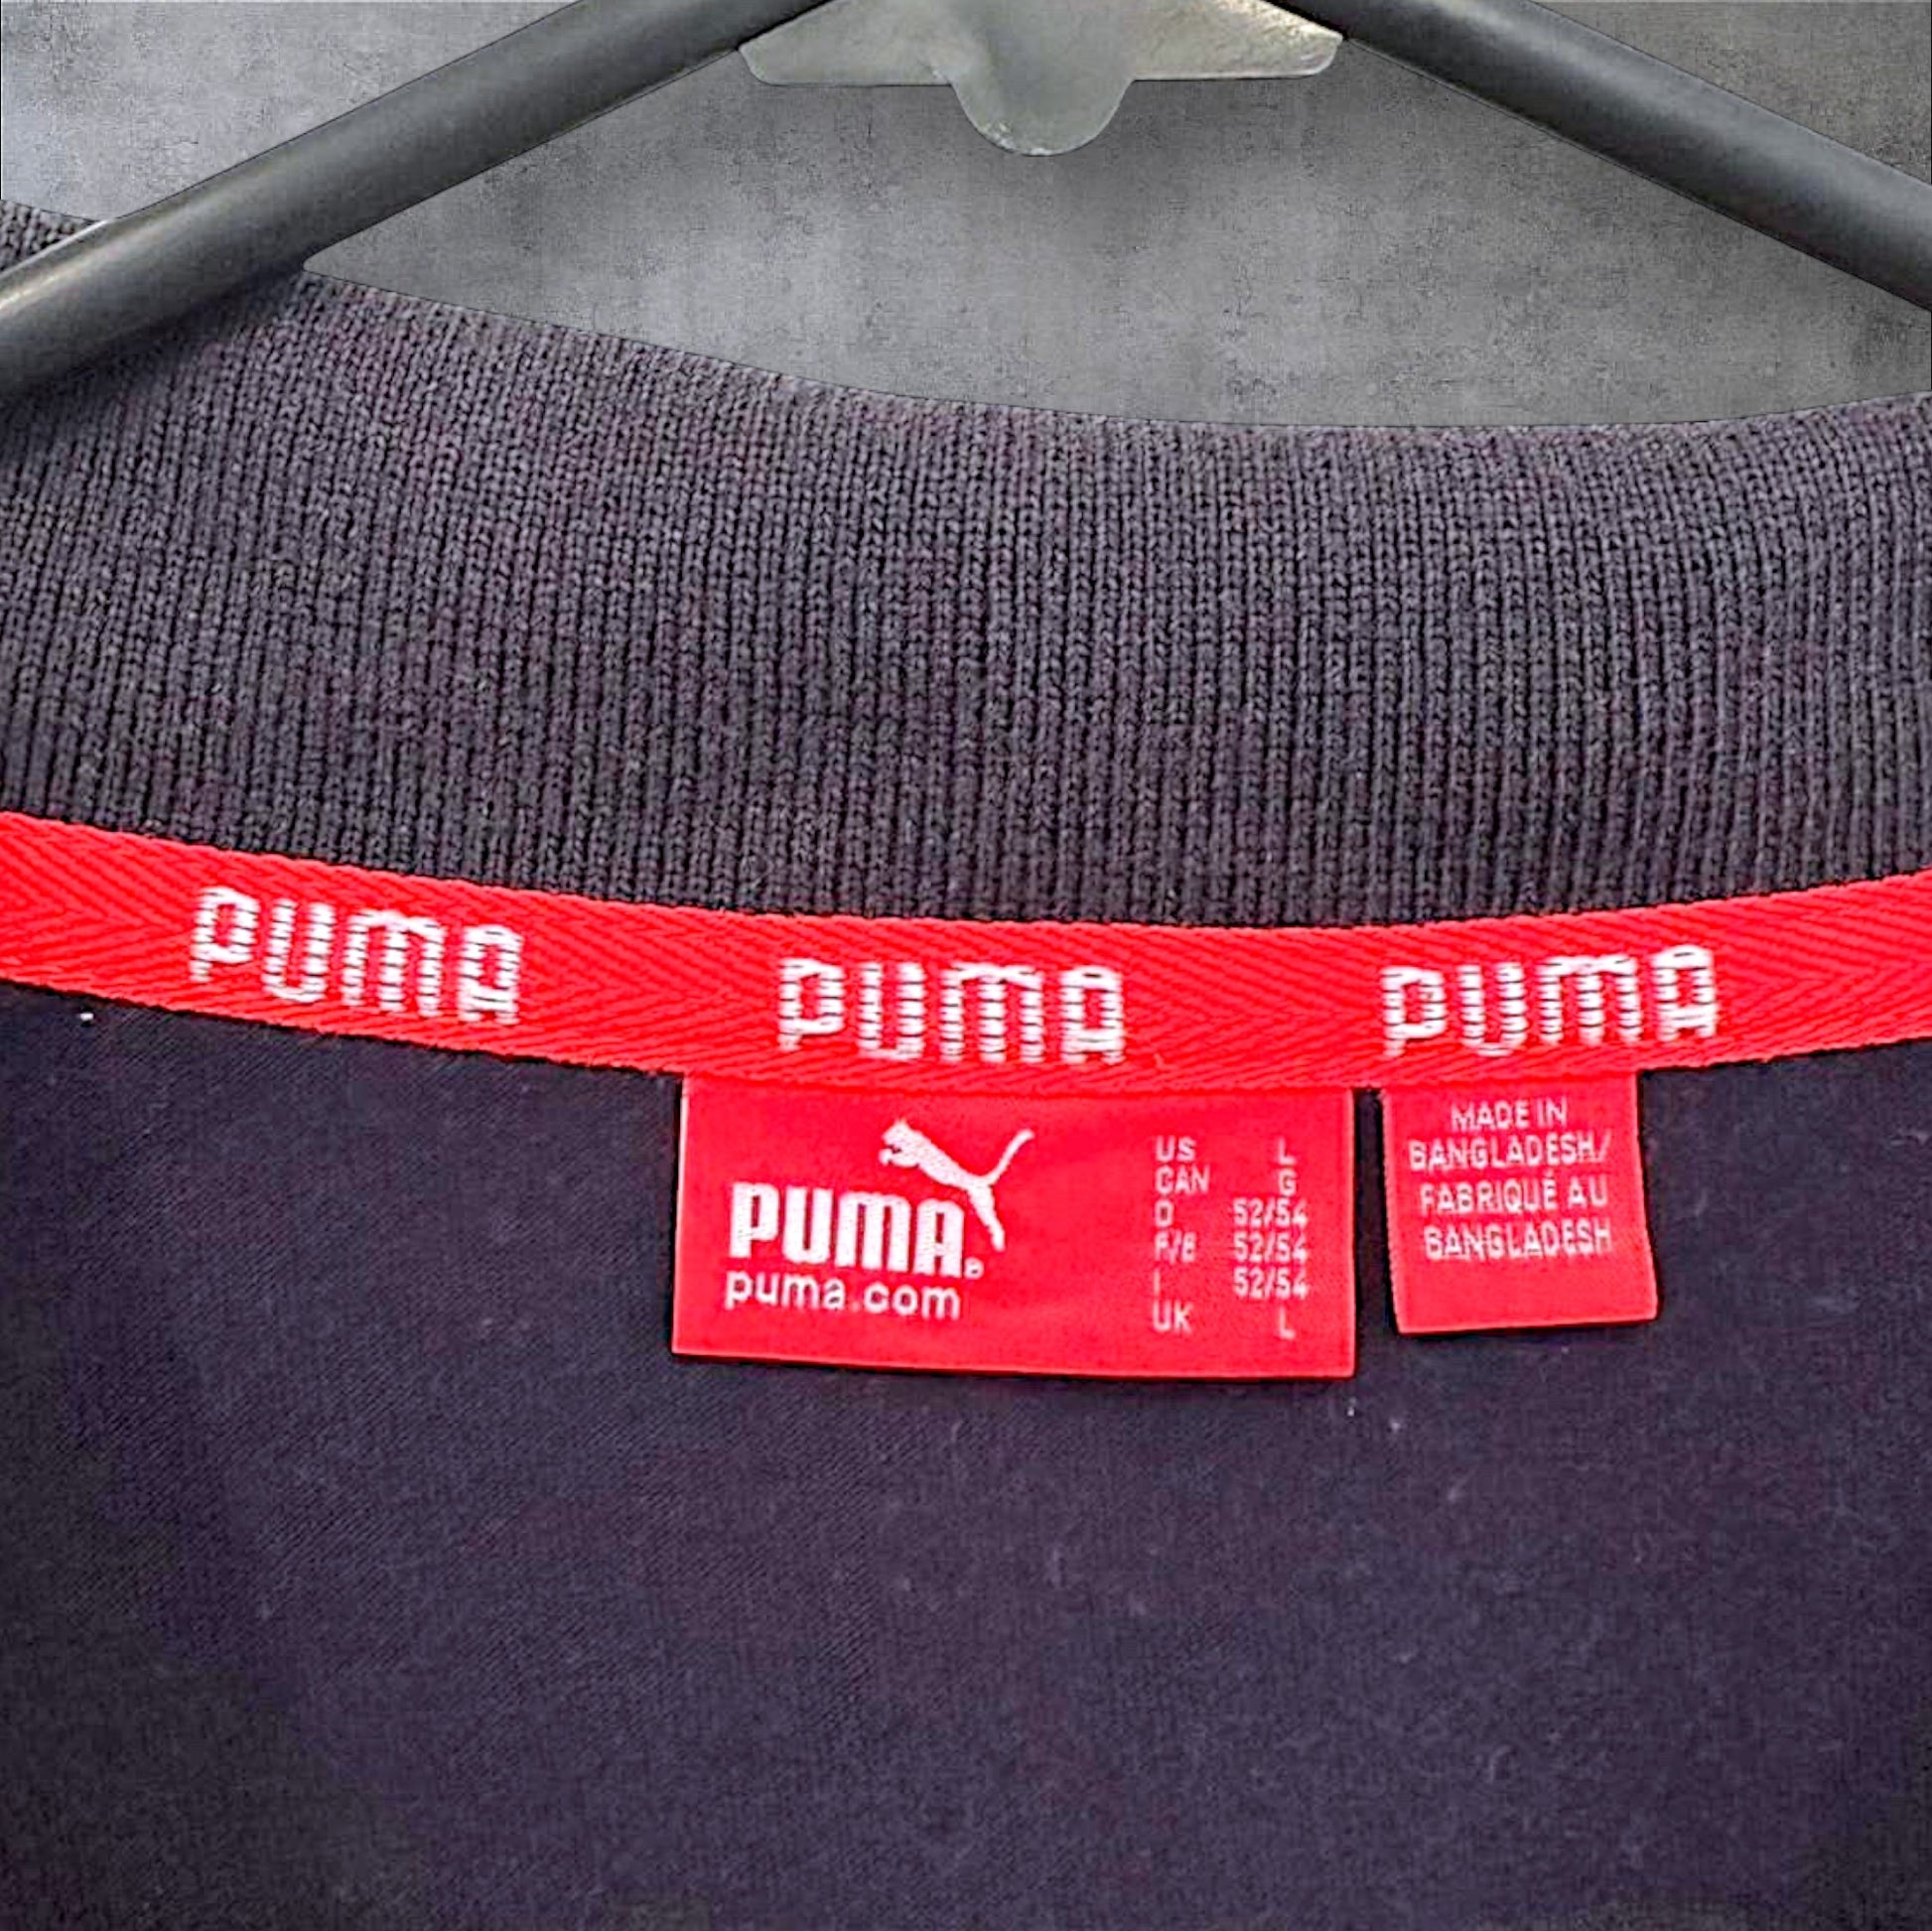 PUMA PUMA PUMA
PUMA®
puma.com
US L
CAN G
D 52/54
F/B 52/54
I 52/54
UK L
MADE IN
BANGLADESH/
FABRIQUÉ AU
BANGLADESH